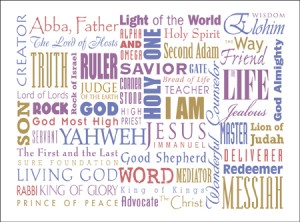 CREATOR
Abba, Father
The Lord of Hosts
TRUTH
Rock of Israel
RULER
JUDGE
OF THE EARTH
Lord of Lords
SON
ROCK
God Most High
SERVANT
YAHWEH
The First and the Last
SURE FOUNDATION
LIVING GOD
RABBI
KING OF GLORY
PRINCE OF PEACE
Light of the World
ALPHA
AND
OMEGA
HOLY ONE
Holy Spirit
Second Adam
SAVIOR
GATE
Bread of Life
CORNER
STONE
TEACHER
I AM
JESUS
IMMANUEL
Good Shepherd
WORD
MEDIATOR
King of Kings
Advocate
The Christ
WISDOM
Elohim
The
Way
Friend
God Almighty
LIFE
Jealous
Wonderful Counselor
MASTER
Lion of
Judah
DELIVERER
Redeemer
MESSIAH